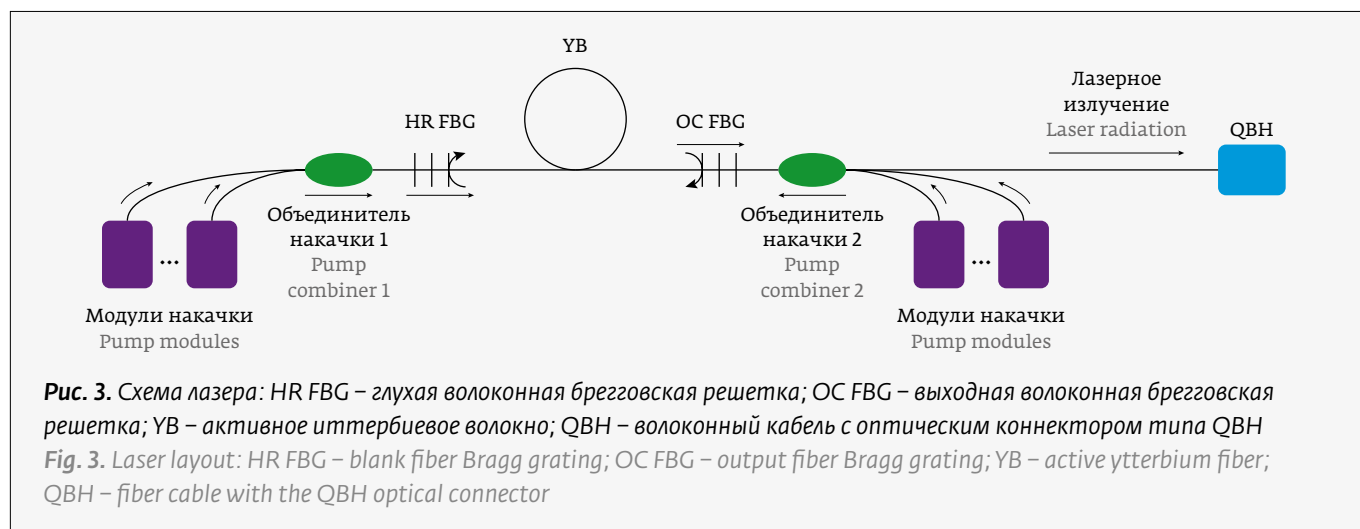 YB
Лазерное
излучение
Laser radiation
HR FBG
OC FBG
QBH
Объединитель
накачки 1
Pump
combiner 1
Объединитель
накачки 2
Pump
combiner 2
...
...
Модули накачки
Pump modules
Модули накачки
Pump modules
Рис. 3. Схема лазера: HR FBG – глухая волоконная брегговская решетка; OC FBG – выходная волоконная брегговская
решетка; YB – активное иттербиевое волокно; QBH – волоконный кабель с оптическим коннектором типа QBH
Fig. 3. Laser layout: HR FBG – blank fiber Bragg grating; OC FBG – output fiber Bragg grating; YB – active ytterbium fiber;
QBH – fiber cable with the QBH optical connector